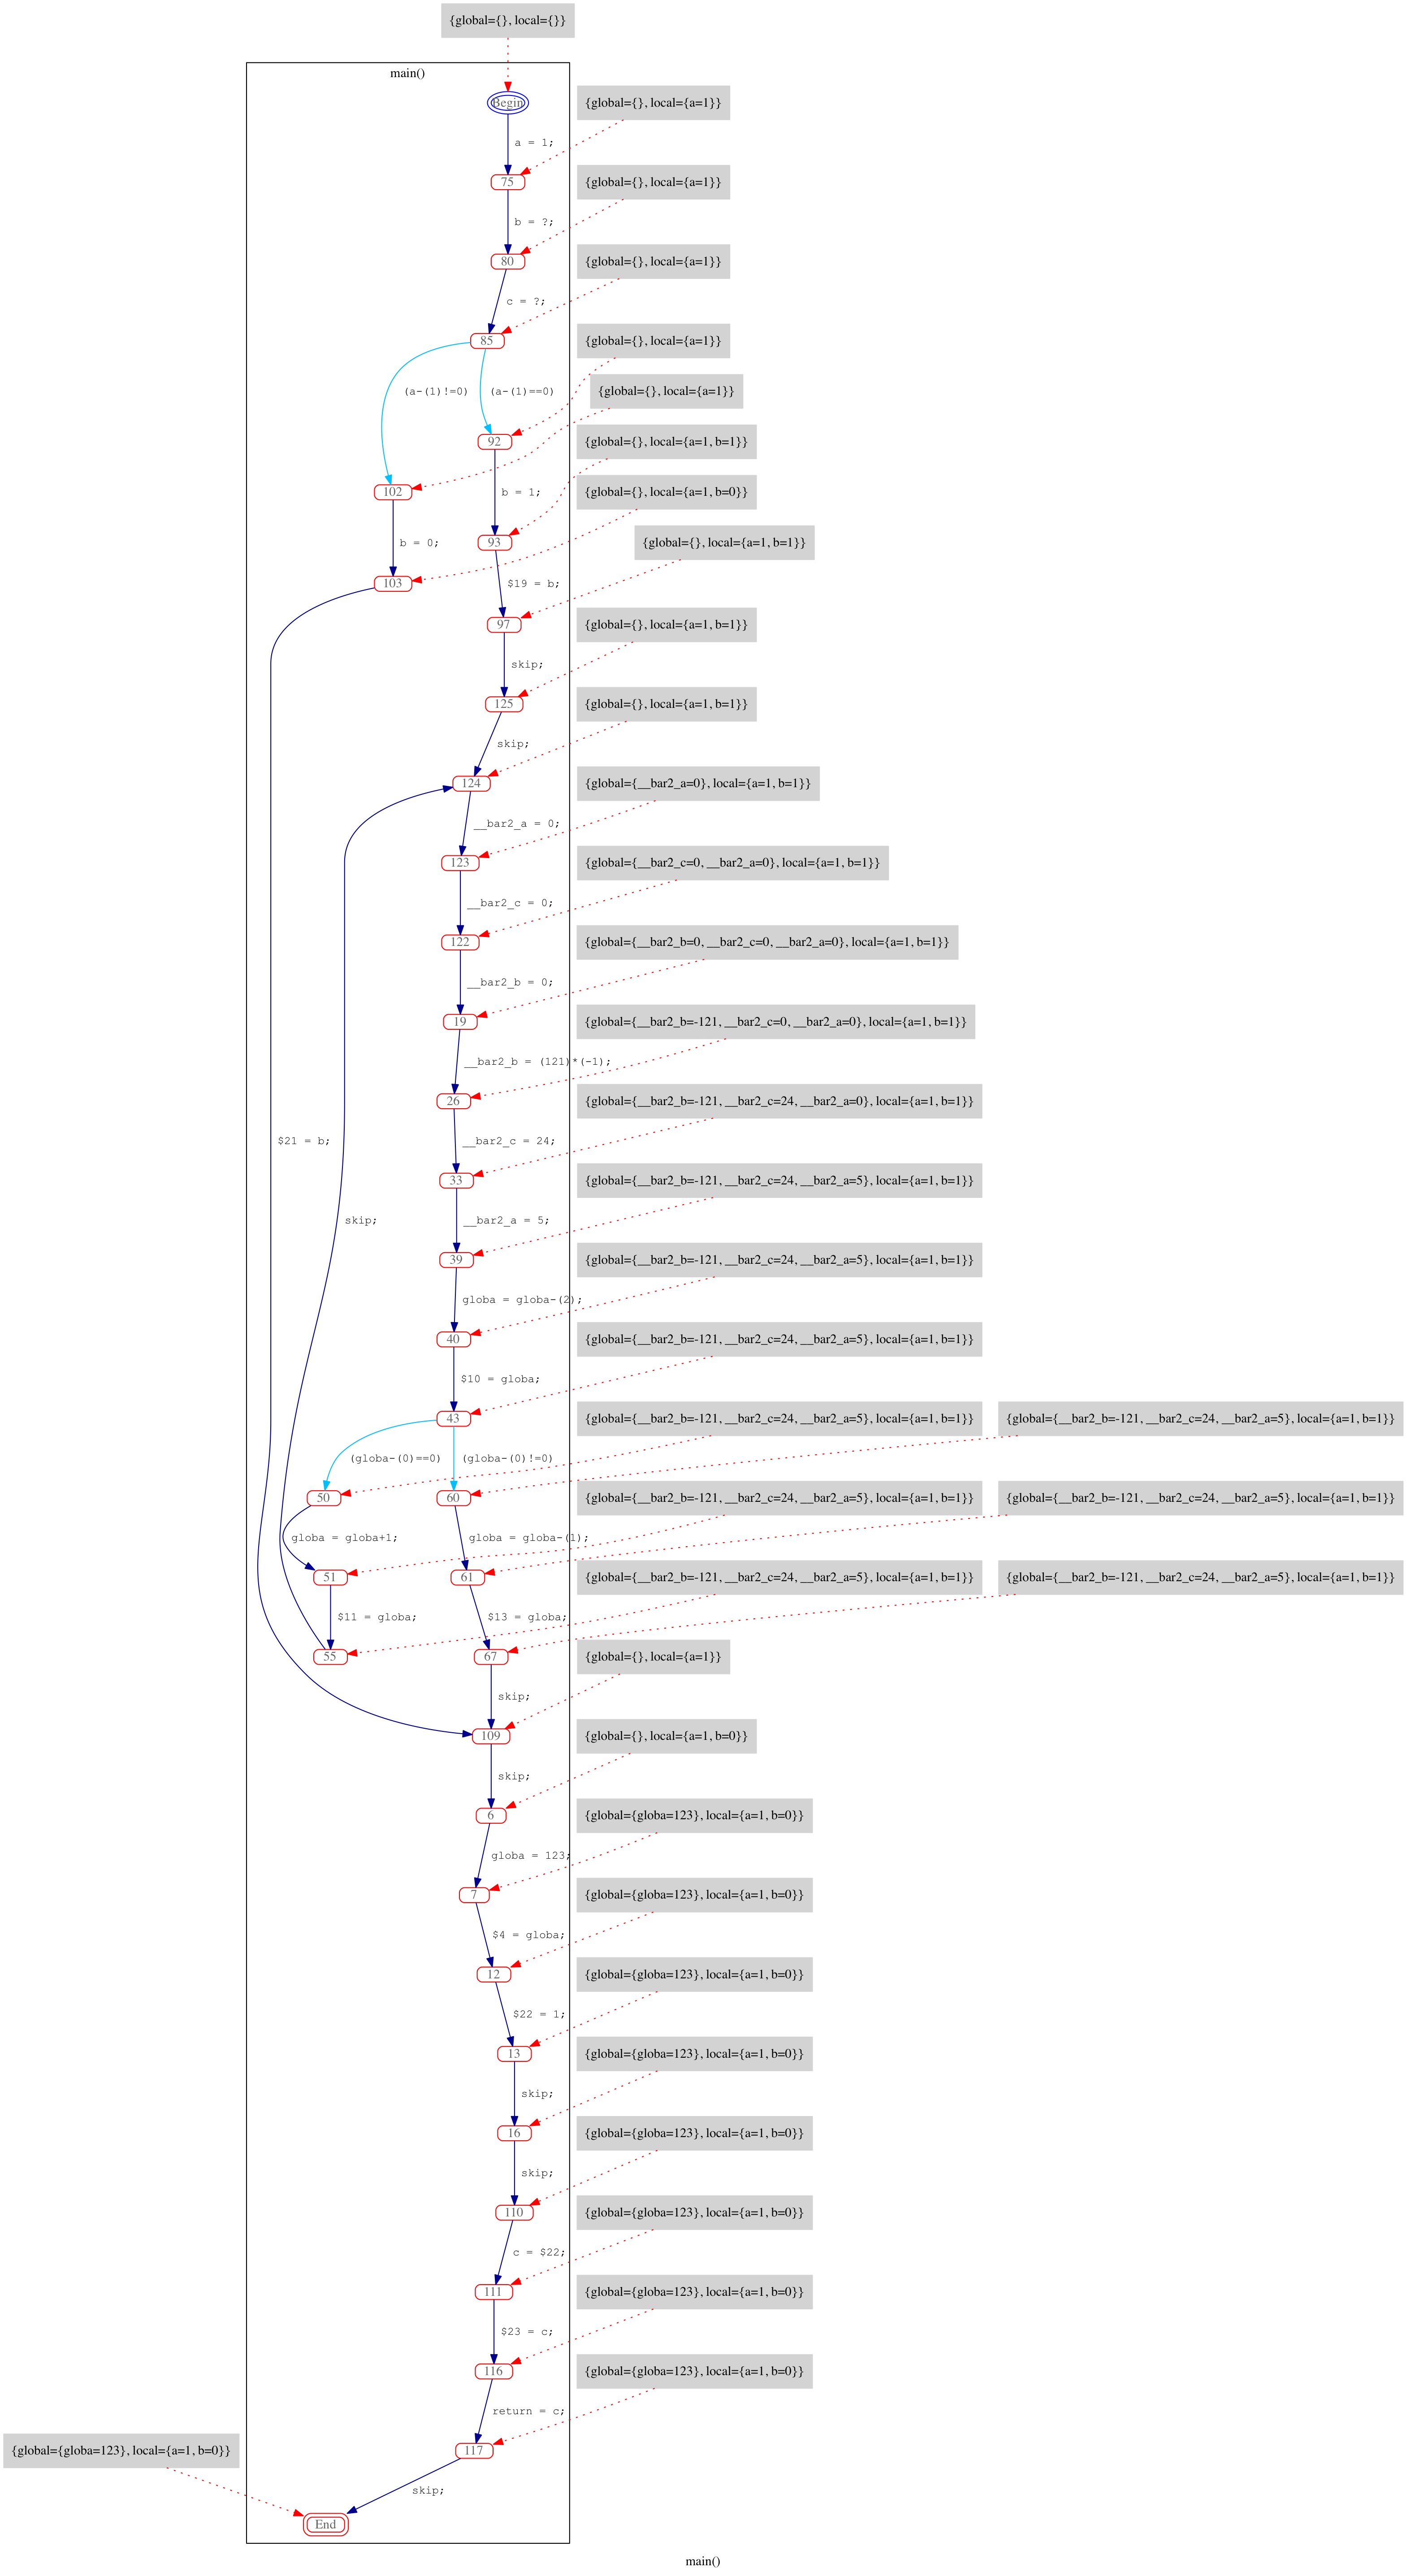 {global={}, local={}}
main()
Begin
{global={}, local={a=1}}
a = 1;
75
{global={}, local={a=1}}
b = ?;
80
{global={}, local={a=1}}
c = ?;
85
{global={}, local={a=1}}
{global={}, local={a=1}}
(a-(1)!=0)
(a-(1)==0)
92
{global={}, local={a=1, b=1}}
102
b = 1;
{global={}, local={a=1, b=0}}
b = 0;
93
{global={}, local={a=1, b=1}}
103
$19 = b;
97
{global={}, local={a=1, b=1}}
skip;
125
{global={}, local={a=1, b=1}}
skip;
124
{global={__bar2_a=0}, local={a=1, b=1}}
__bar2_a = 0;
123
{global={__bar2_c=0, __bar2_a=0}, local={a=1, b=1}}
__bar2_c = 0;
122
{global={__bar2_b=0, __bar2_c=0, __bar2_a=0}, local={a=1, b=1}}
__bar2_b = 0;
19
{global={__bar2_b=-121, __bar2_c=0, __bar2_a=0}, local={a=1, b=1}}
__bar2_b = (121)*(-1);
26
{global={__bar2_b=-121, __bar2_c=24, __bar2_a=0}, local={a=1, b=1}}
$21 = b;
__bar2_c = 24;
33
{global={__bar2_b=-121, __bar2_c=24, __bar2_a=5}, local={a=1, b=1}}
skip;
__bar2_a = 5;
39
{global={__bar2_b=-121, __bar2_c=24, __bar2_a=5}, local={a=1, b=1}}
globa = globa-(2);
40
{global={__bar2_b=-121, __bar2_c=24, __bar2_a=5}, local={a=1, b=1}}
$10 = globa;
43
{global={__bar2_b=-121, __bar2_c=24, __bar2_a=5}, local={a=1, b=1}}
{global={__bar2_b=-121, __bar2_c=24, __bar2_a=5}, local={a=1, b=1}}
(globa-(0)==0)
(globa-(0)!=0)
50
60
{global={__bar2_b=-121, __bar2_c=24, __bar2_a=5}, local={a=1, b=1}}
{global={__bar2_b=-121, __bar2_c=24, __bar2_a=5}, local={a=1, b=1}}
globa = globa+1;
globa = globa-(1);
51
61
{global={__bar2_b=-121, __bar2_c=24, __bar2_a=5}, local={a=1, b=1}}
{global={__bar2_b=-121, __bar2_c=24, __bar2_a=5}, local={a=1, b=1}}
$11 = globa;
$13 = globa;
55
67
{global={}, local={a=1}}
skip;
109
{global={}, local={a=1, b=0}}
skip;
6
{global={globa=123}, local={a=1, b=0}}
globa = 123;
7
{global={globa=123}, local={a=1, b=0}}
$4 = globa;
12
{global={globa=123}, local={a=1, b=0}}
$22 = 1;
13
{global={globa=123}, local={a=1, b=0}}
skip;
16
{global={globa=123}, local={a=1, b=0}}
skip;
110
{global={globa=123}, local={a=1, b=0}}
c = $22;
111
{global={globa=123}, local={a=1, b=0}}
$23 = c;
116
{global={globa=123}, local={a=1, b=0}}
return = c;
117
{global={globa=123}, local={a=1, b=0}}
skip;
End
main()